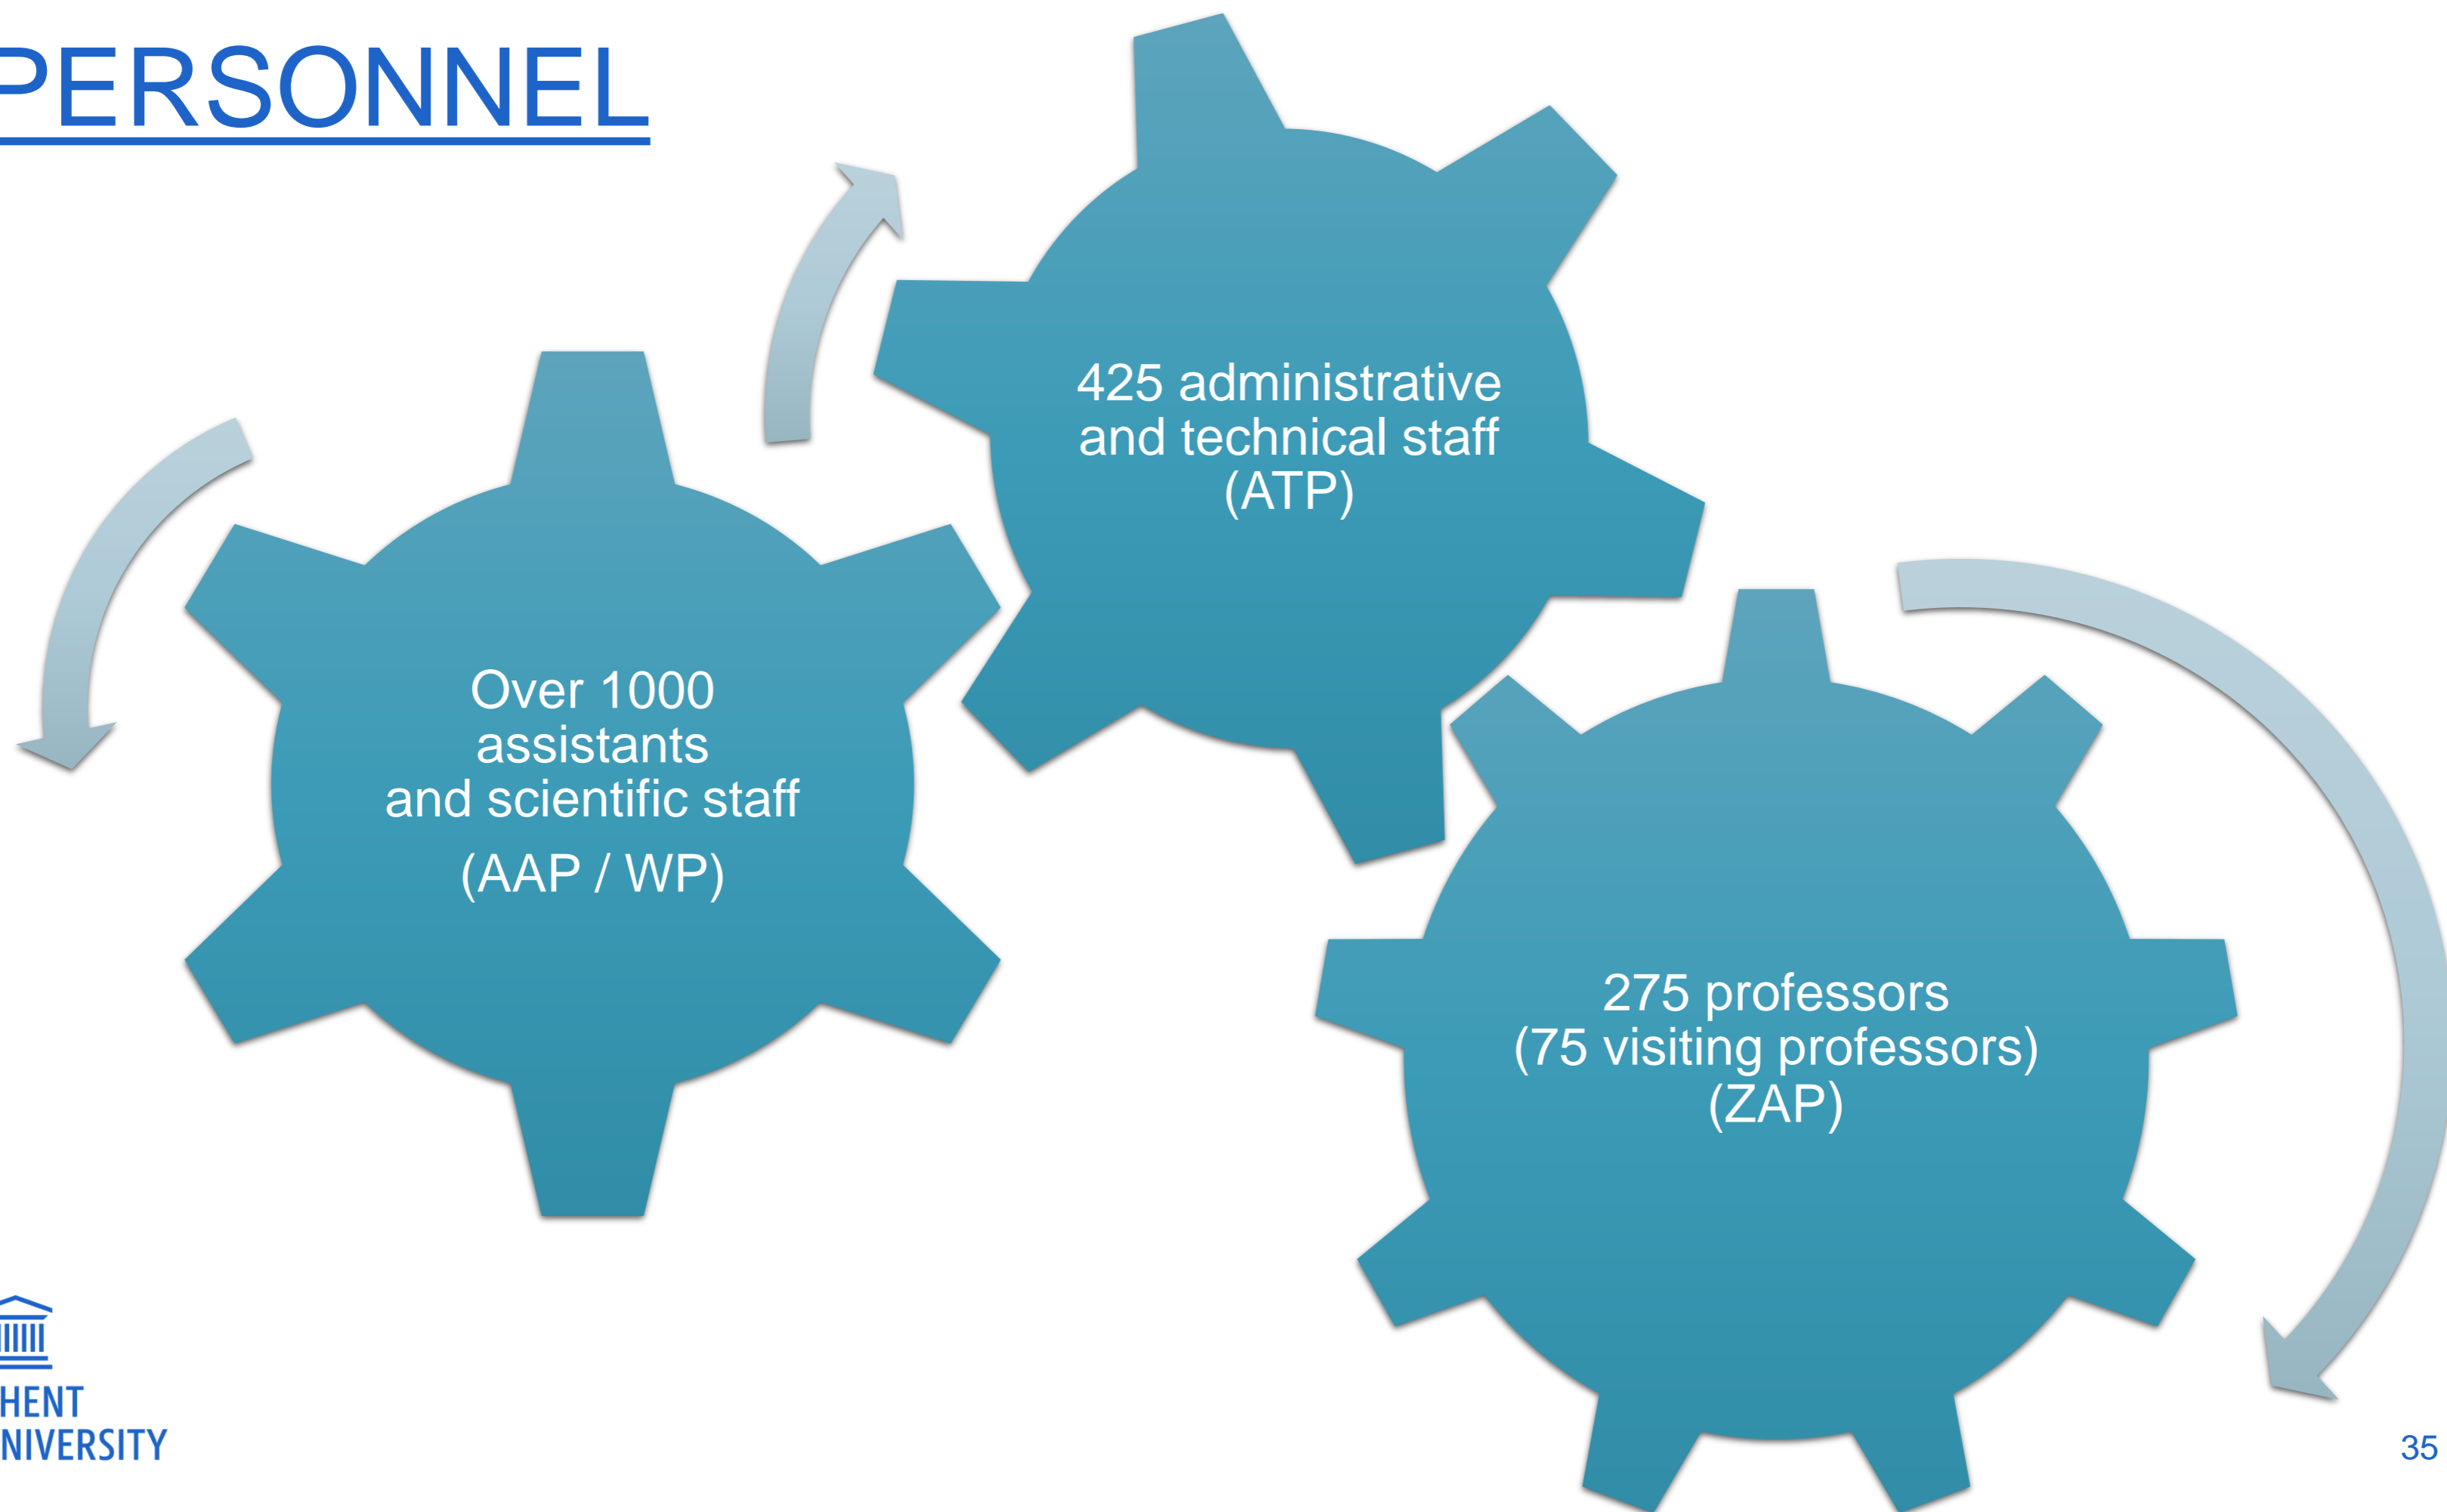 PERSONNEL
425 administrative
and technical staff
(ATP)
Over 1000
assistants
and scientific staff
(AAP / WP)
275 professors
(75 visiting professors)
(ZAP)
HENT
NIVERSITY
35